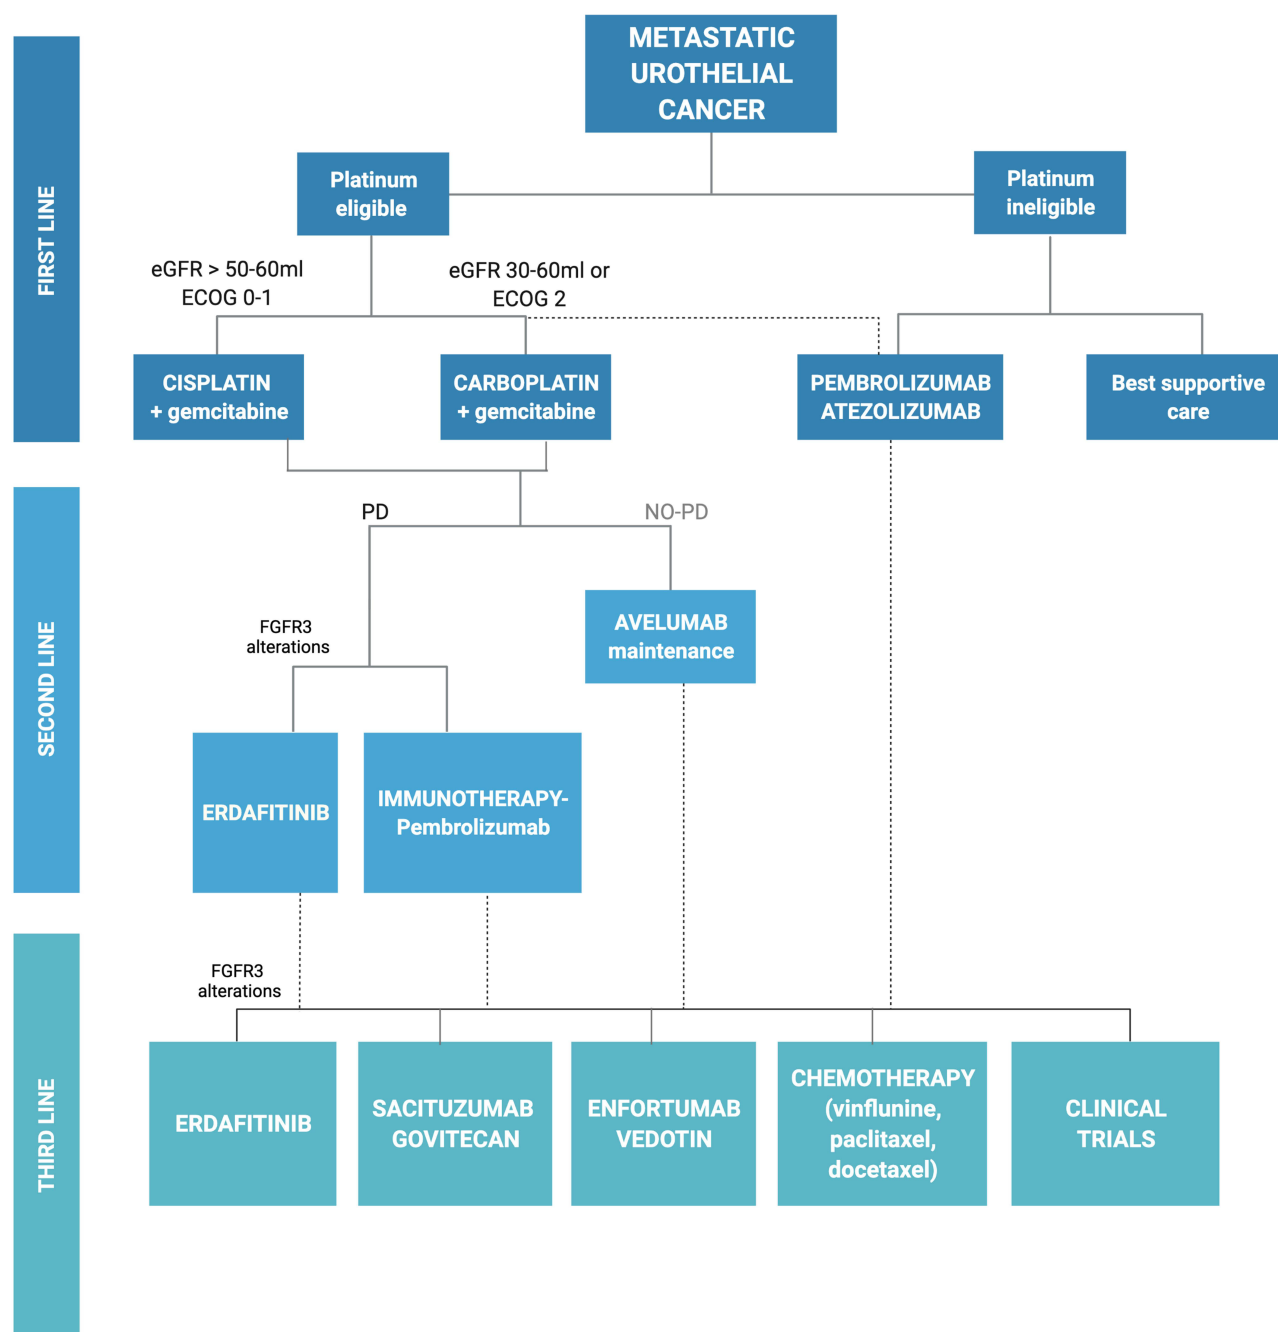 METASTATIC
UROTHELIAL
CANCER
FIRST LINE
Platinum
eligible
Platinum
ineligible
eGFR > 50-60ml
ECOG 0-1
eGFR 30-60ml or
ECOG 2
CISPLATIN
+ gemcitabine
CARBOPLATIN
+ gemcitabine
PEMBROLIZUMAB
ATEZOLIZUMAB
Best supportive
care
SECOND LINE
PD
NO-PD
AVELUMAB
maintenance
FGFR3
alterations
ERDAFITINIB
IMMUNOTHERAPY-
Pembrolizumab
THIRD LINE
FGFR3
alterations
ERDAFITINIB
SACITUZUMAB
GOVITECAN
ENFORTUMAB
VEDOTIN
CHEMOTHERAPY
(vinflunine,
paclitaxel,
docetaxel)
CLINICAL
TRIALS